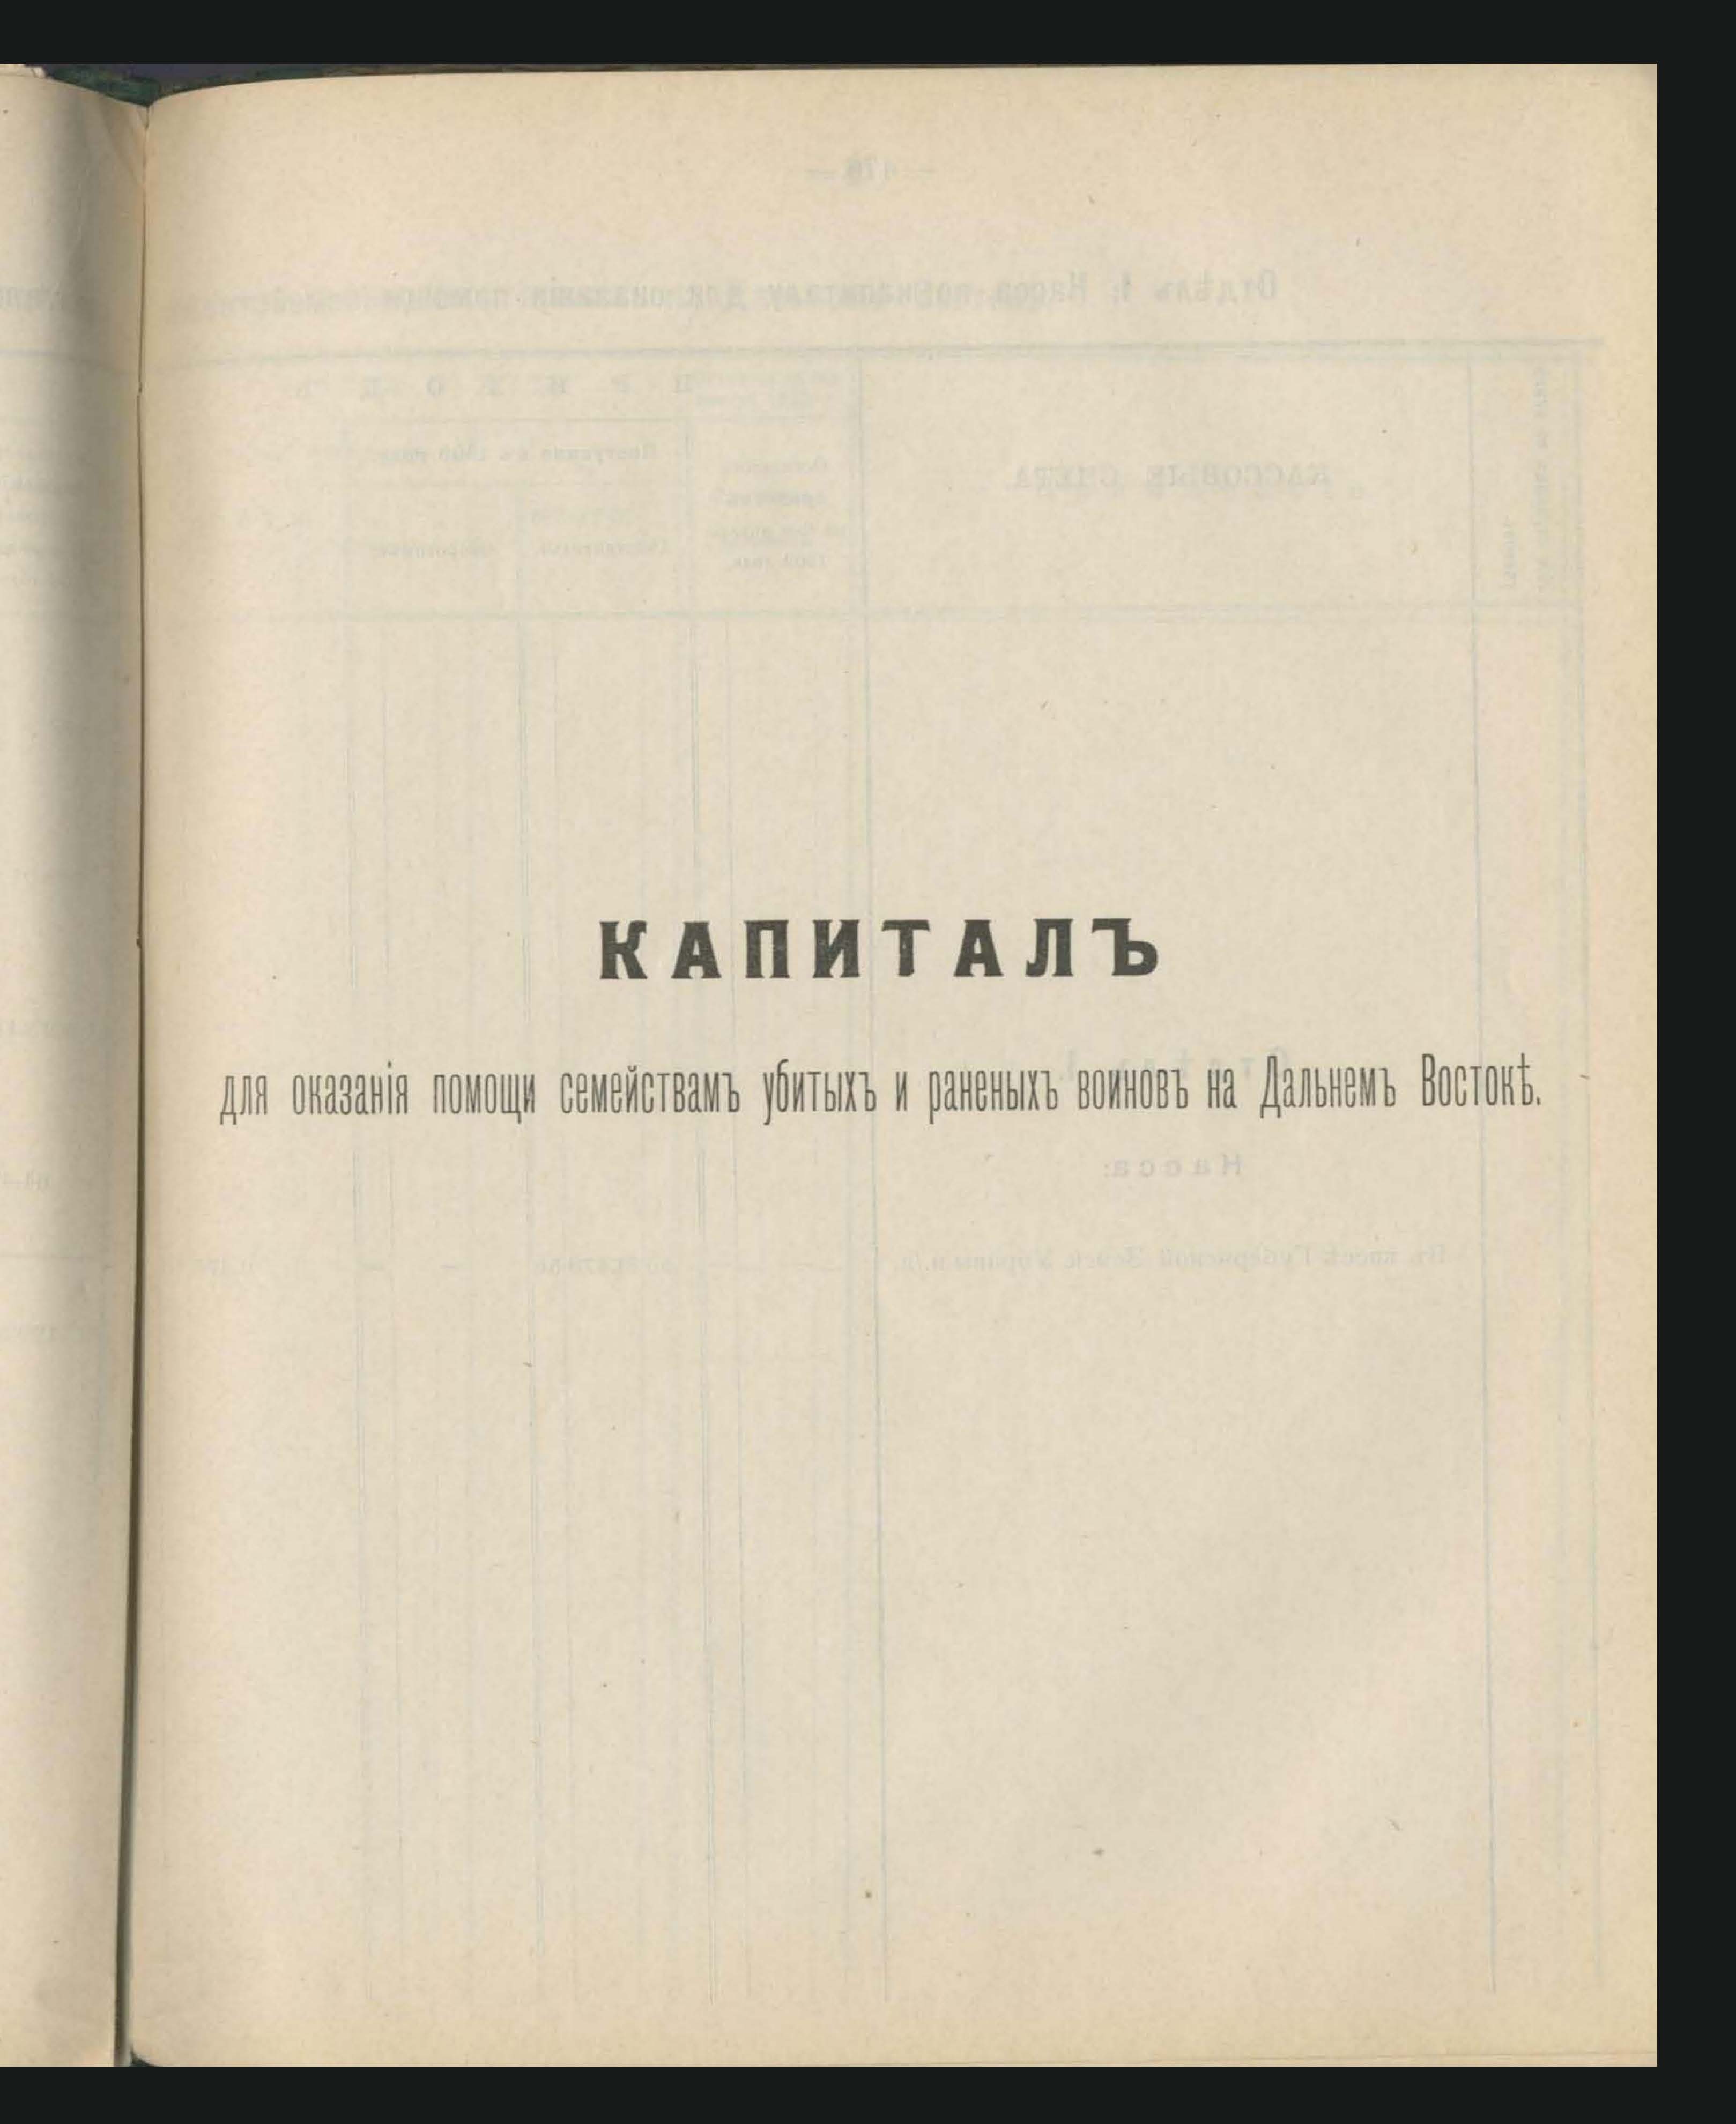 КАПИТАЛЪ
для оказанія помощи семействамъ убитыхъ и раненыхъ воиновъ на Дальнемъ Востокѣ.